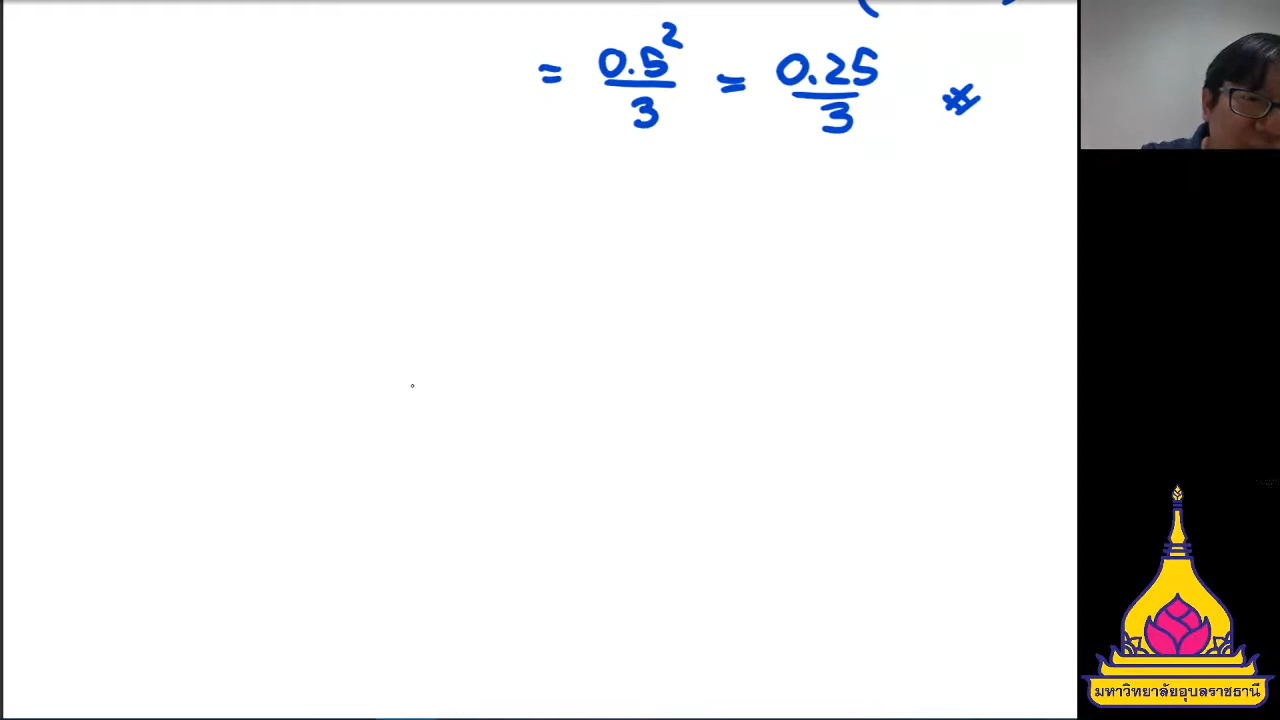 = 0.5²/3 = 0.25/3 #
มหาวิทยาลัยอุบลราชธานี